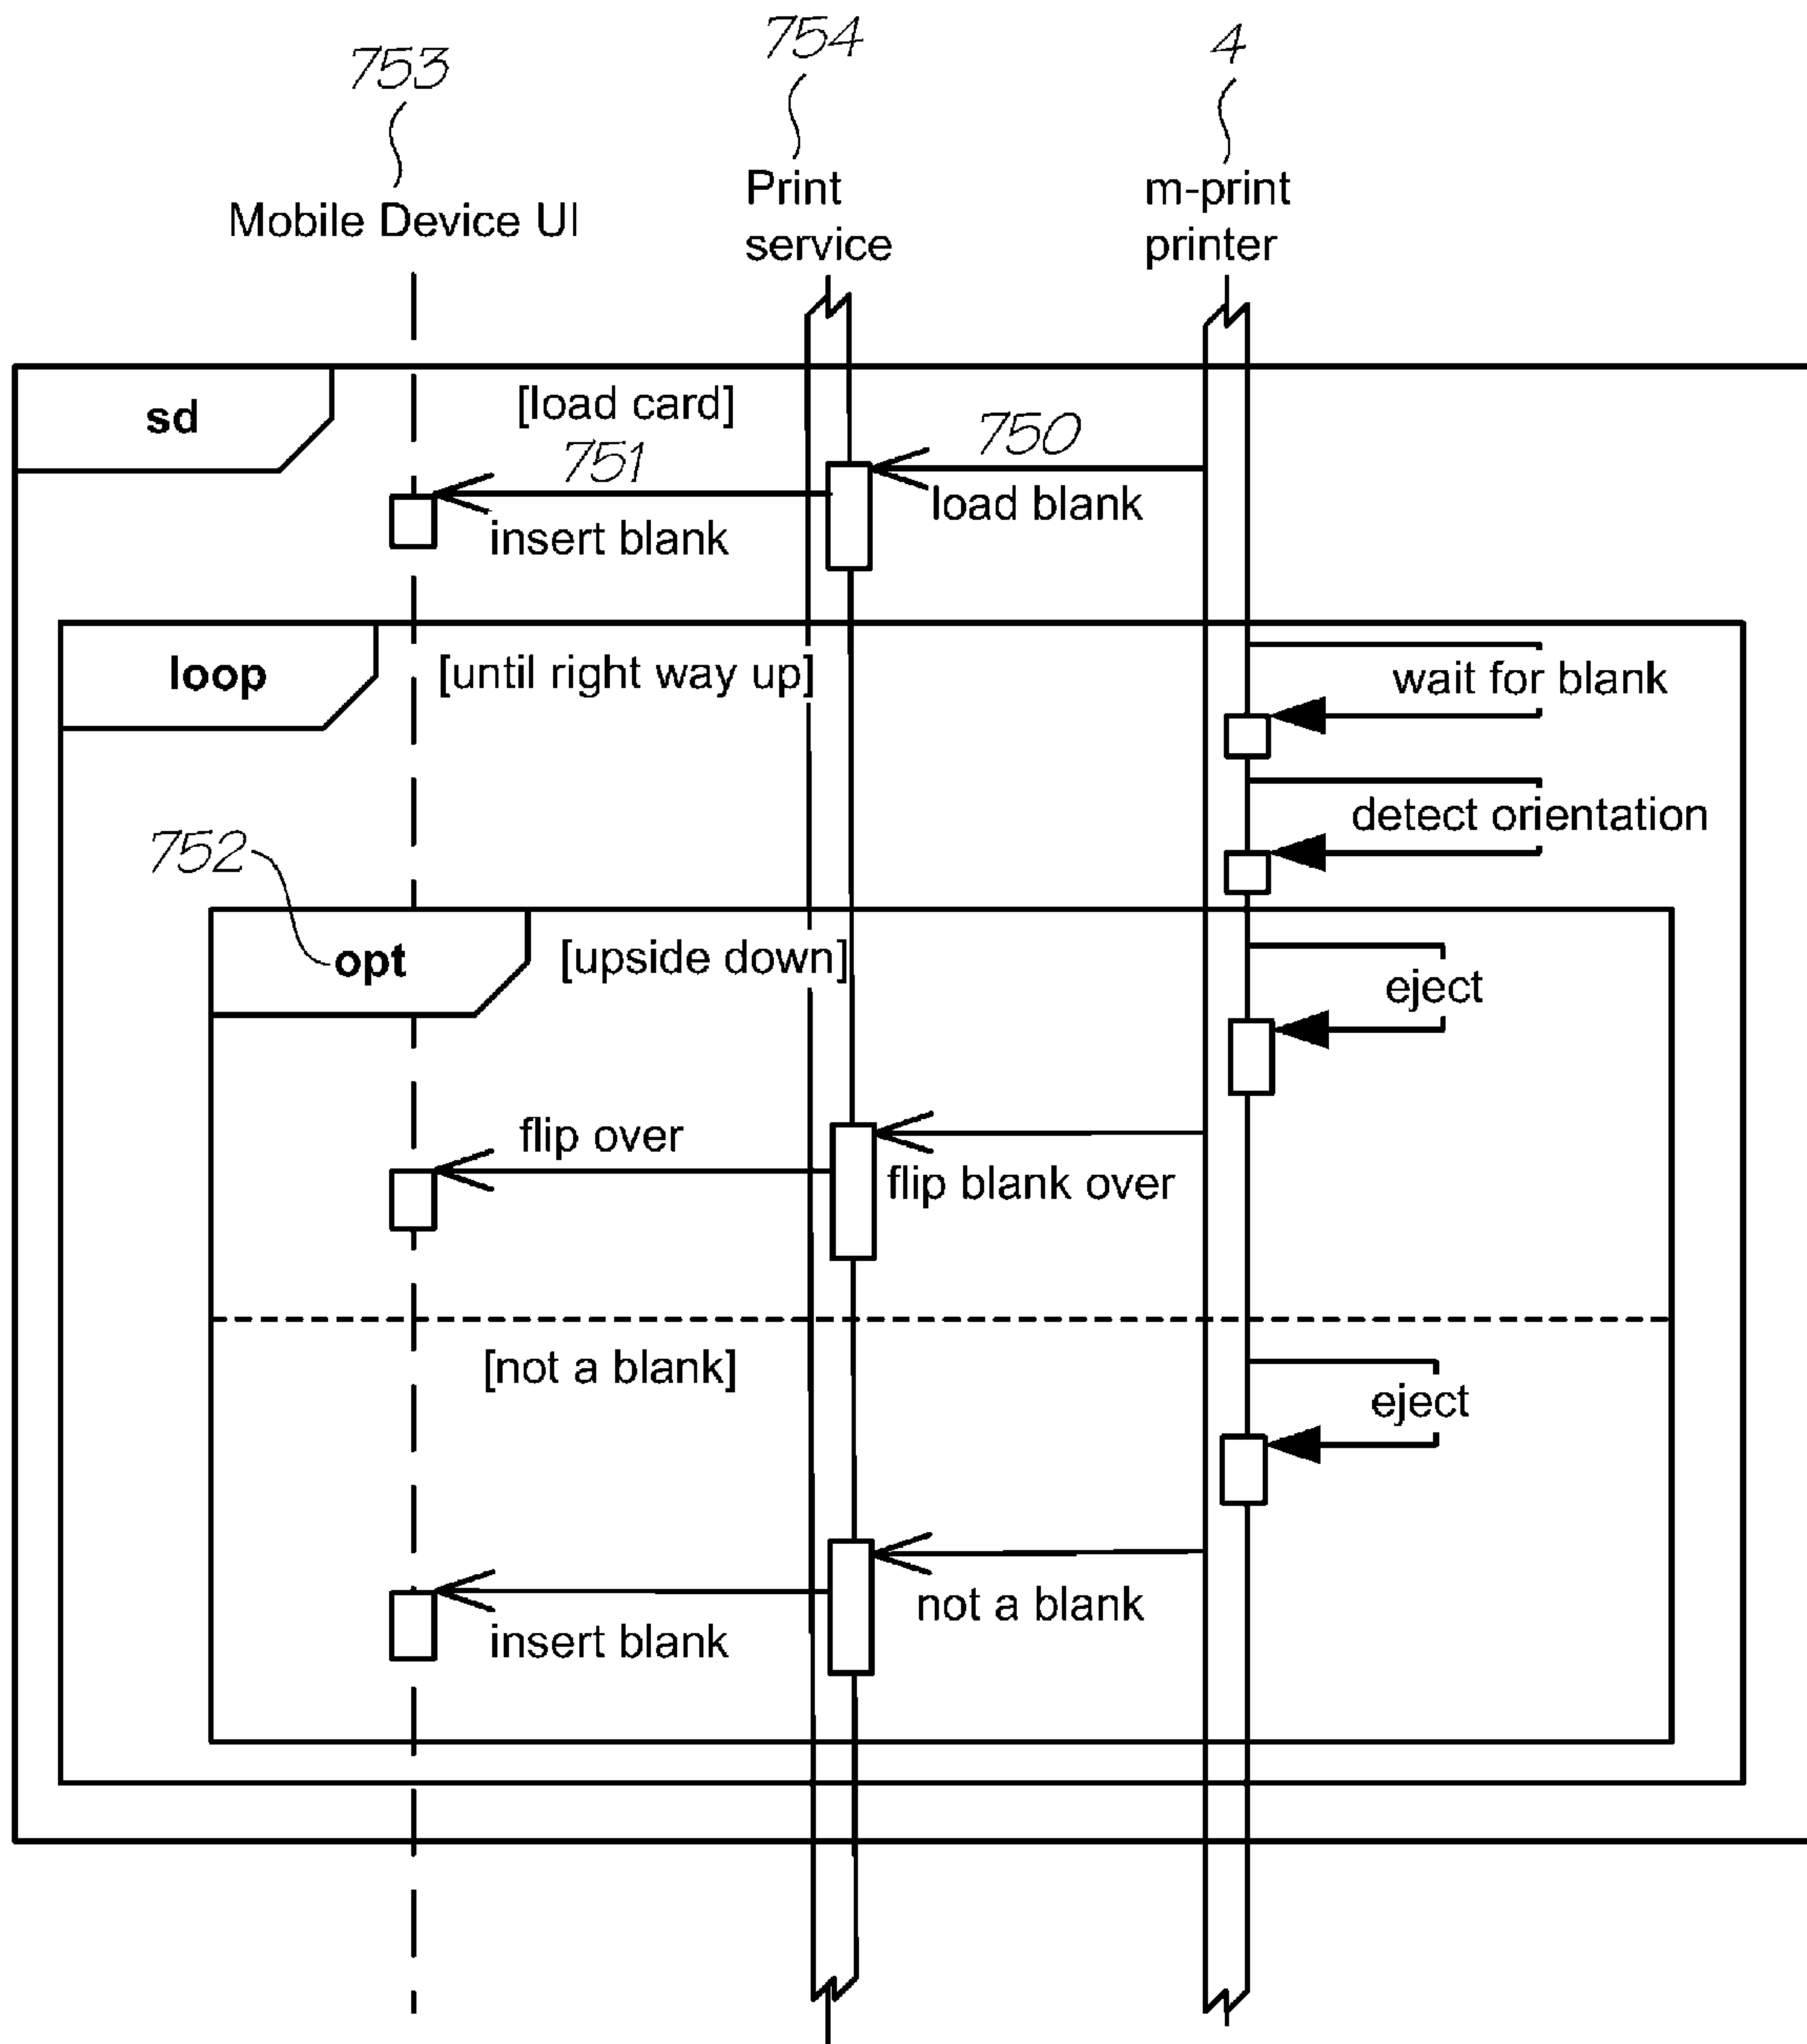 753
754
4
Mobile Device UI
Print
service
m-print
printer
sd
[load card]
751
750
insert blank
load blank
loop
[until right way up]
wait for blank
detect orientation
752
opt
[upside down]
eject
flip over
flip blank over
[not a blank]
eject
not a blank
insert blank